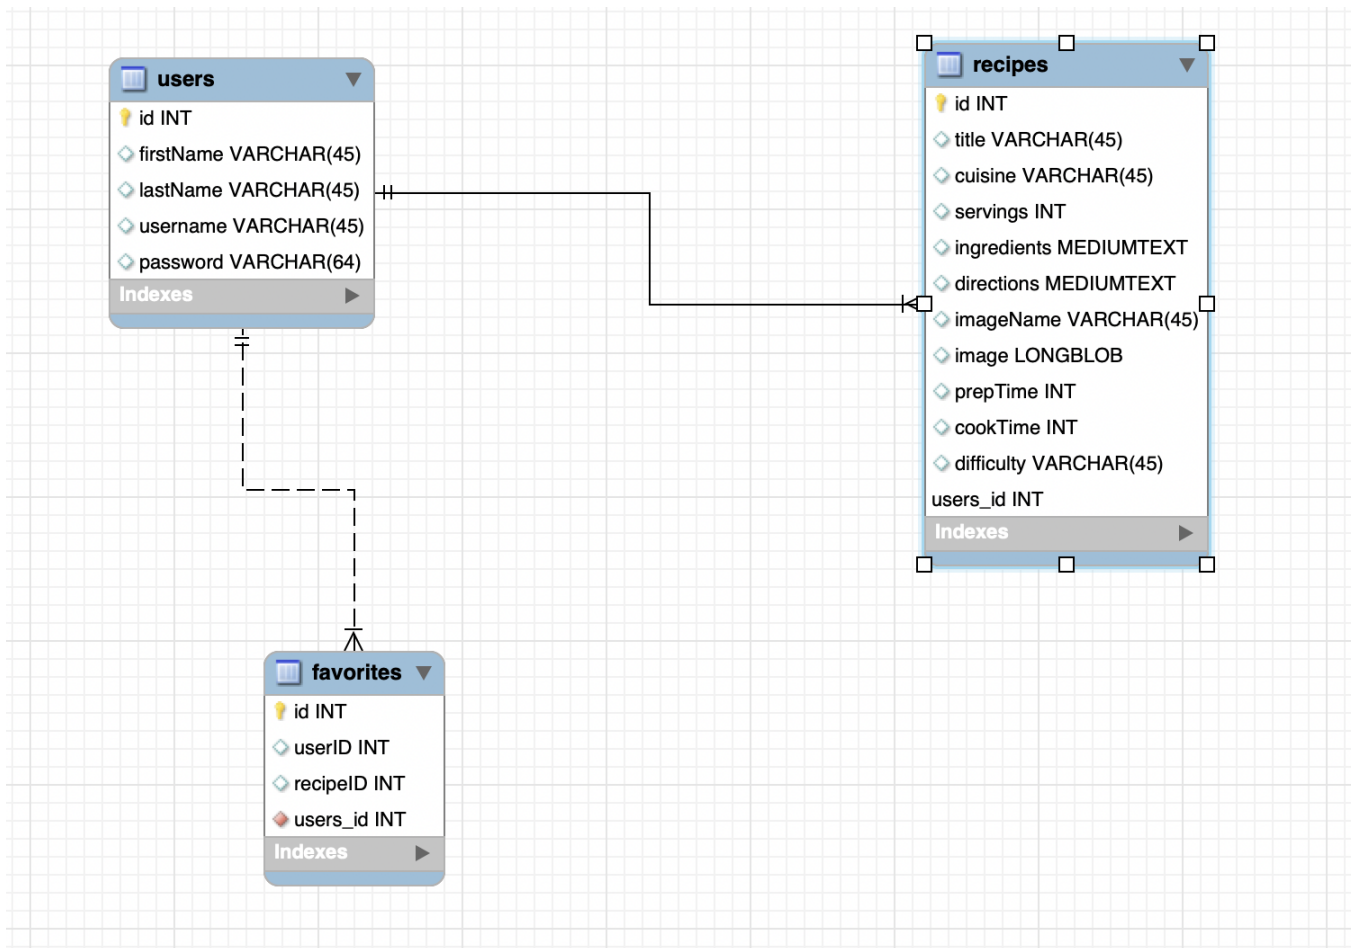 users
id INT
firstName VARCHAR(45)
lastName VARCHAR(45)
username VARCHAR(45)
password VARCHAR(64)
Indexes
recipes
id INT
title VARCHAR(45)
cuisine VARCHAR(45)
servings INT
ingredients MEDIUMTEXT
directions MEDIUMTEXT
imageName VARCHAR(45)
image LONGBLOB
prepTime INT
cookTime INT
difficulty VARCHAR(45)
users_id INT
Indexes
favorites
id INT
userID INT
recipeID INT
users_id INT
Indexes